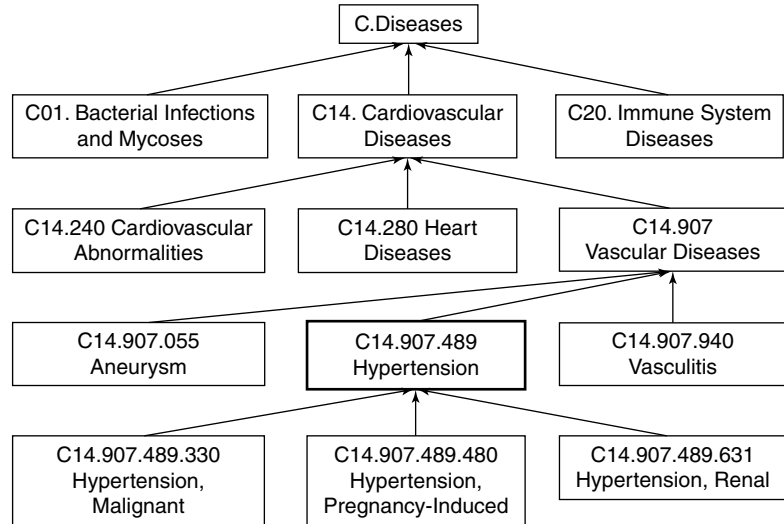 C.Diseases
C01. Bacterial Infections
and Mycoses
C14. Cardiovascular
Diseases
C20. Immune System
Diseases
C14.240 Cardiovascular
Abnormalities
C14.280 Heart
Diseases
C14.907
Vascular Diseases
C14.907.055
Aneurysm
C14.907.489
Hypertension
C14.907.940
Vasculitis
C14.907.489.330
Hypertension,
Malignant
C14.907.489.480
Hypertension,
Pregnancy-Induced
C14.907.489.631
Hypertension, Renal